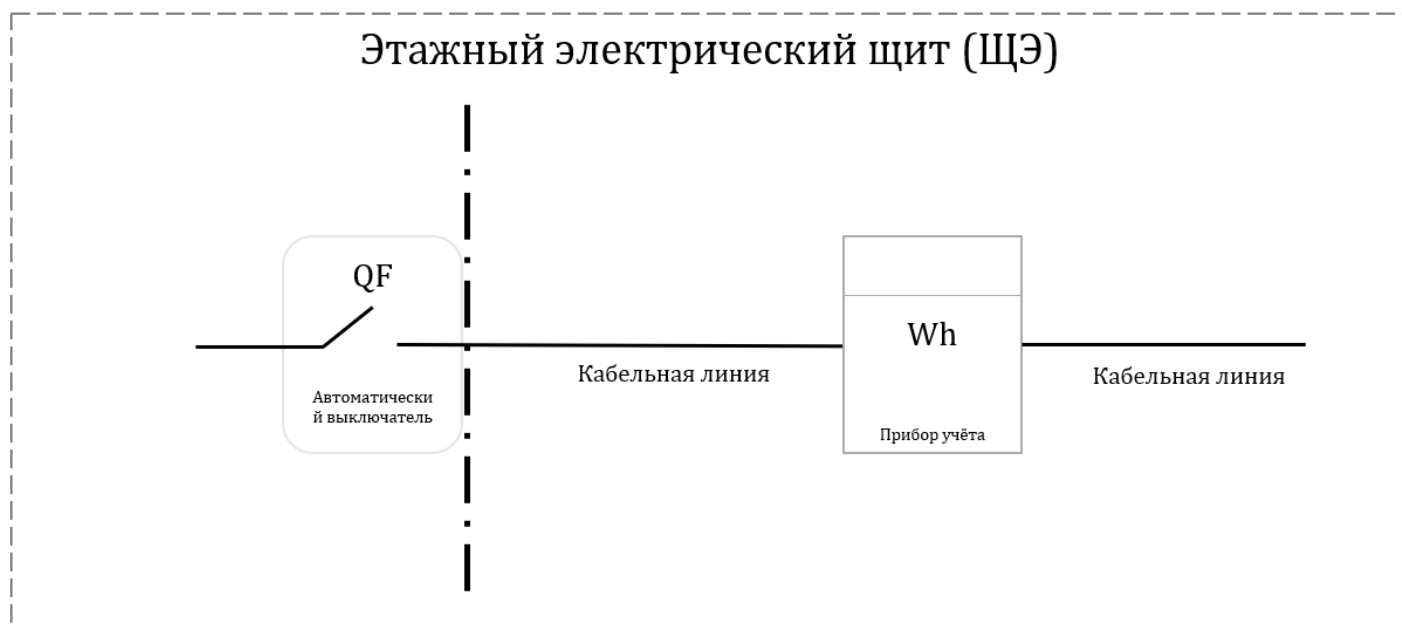 Этажный электрический щит (ЩЭ)
QF
Автоматически
й выключатель
Кабельная линия
Wh
Прибор учёта
Кабельная линия